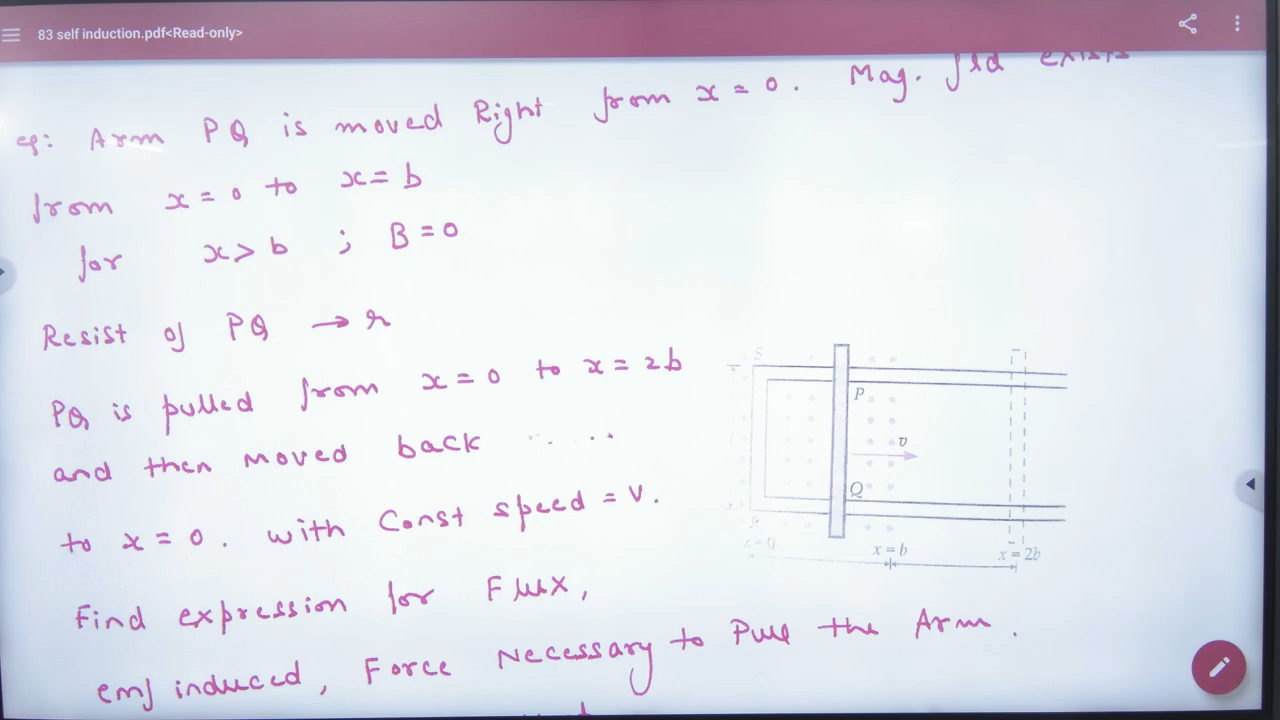 83 self induction.pdf<Read-only>
eg: Arm PQ is moved Right from x = 0. Mag. fld exists
from x = 0 to x = b
for x > b ; B = 0
Resist of PQ → r
PQ is pulled from x = 0 to x = 2b
and then moved back
to x = 0. with Const speed = v.
Find expression for Flux,
emf induced, Force Necessary to Pull the Arm.
S
P
v
Q
x = b
x = 2b